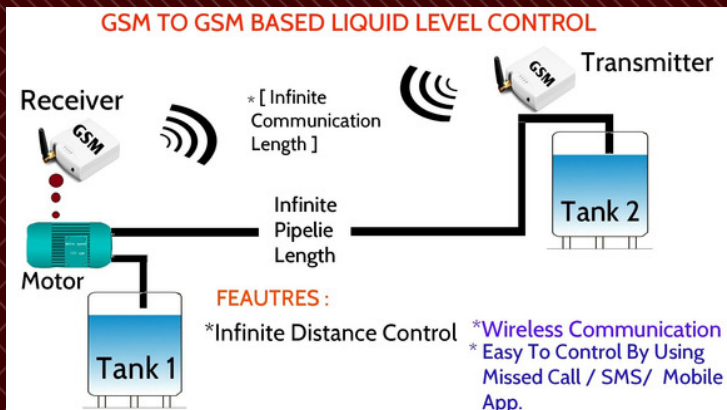 GSM TO GSM BASED LIQUID LEVEL CONTROL
Transmitter
GSM
Receiver
GSM
* [ Infinite
Communication
Length ]
Infinite
Pipelie
Length
Tank 2
Motor
Tank 1
FEAUTRES :
*Infinite Distance Control
*Wireless Communication
* Easy To Control By Using
Missed Call / SMS/ Mobile
App.